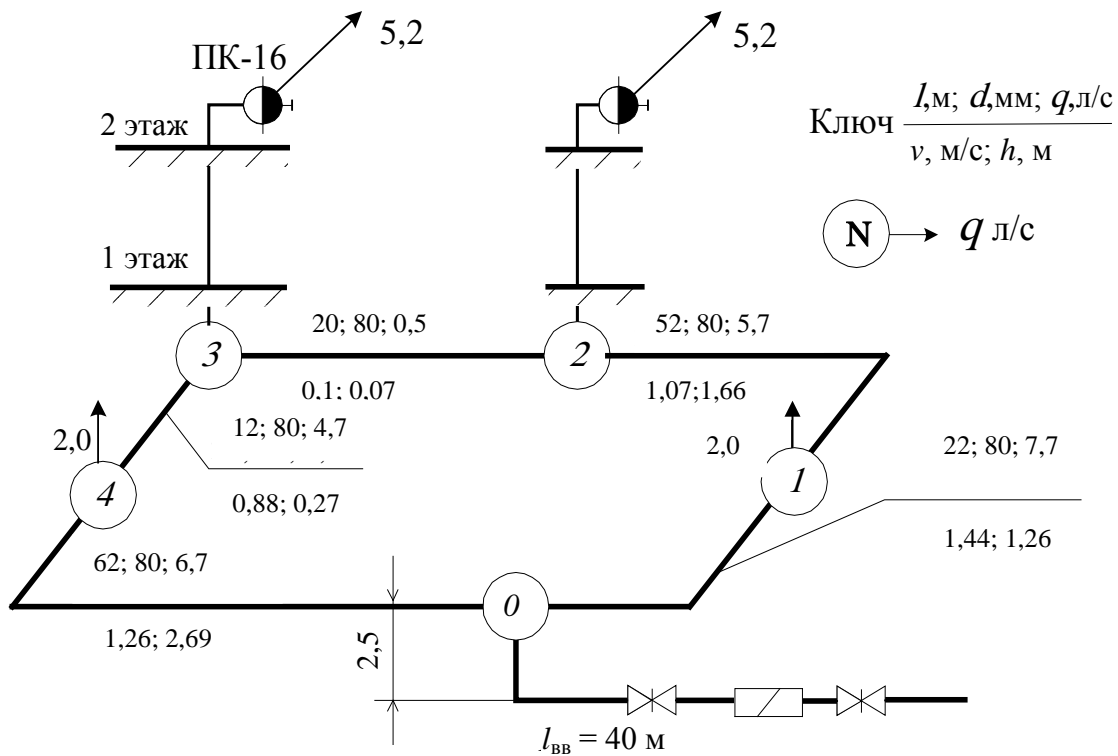 5,2
5,2
ПК-16
2 этаж
Ключ l,м; d,мм; q,л/с
v, м/с; h, м
N q л/с
1 этаж
20; 80; 0,5
52; 80; 5,7
3
2
0,1; 0,07
1,07;1,66
12; 80; 4,7
2,0
2,0
22; 80; 7,7
4
1
0,88; 0,27
1,44; 1,26
62; 80; 6,7
0
1,26; 2,69
2,5
lвв = 40 м